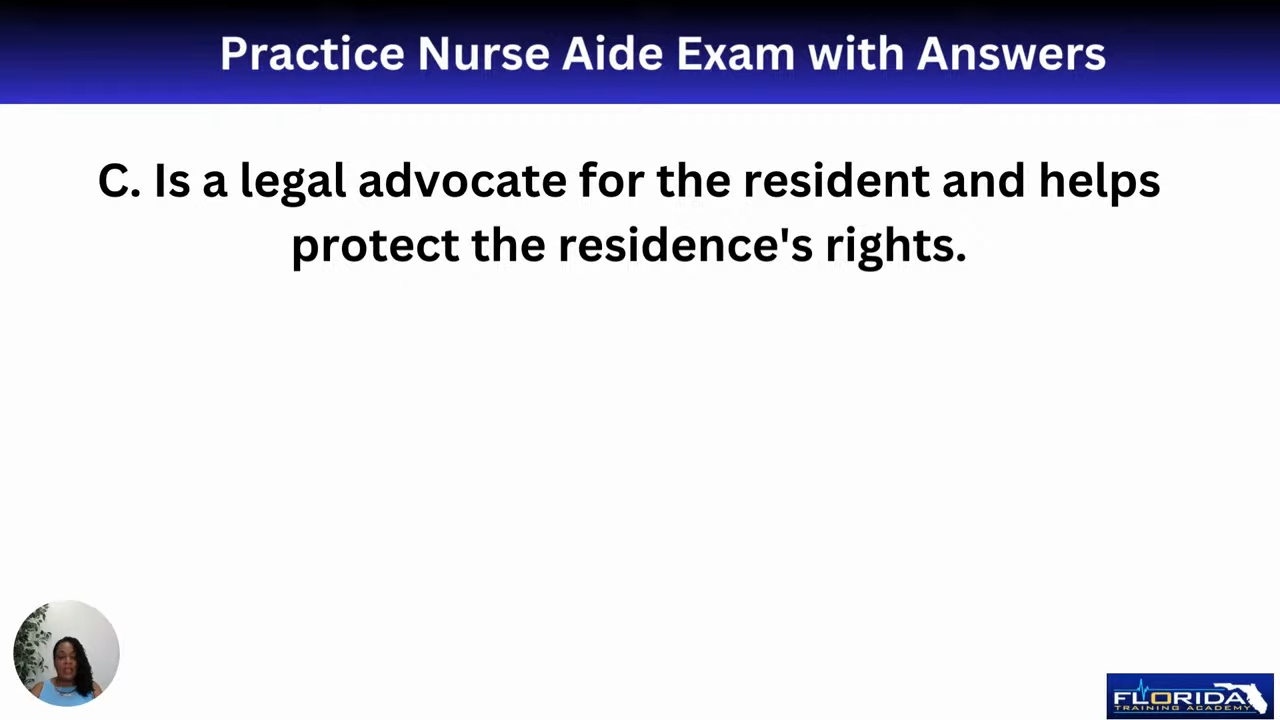 Practice Nurse Aide Exam with Answers
C. Is a legal advocate for the resident and helps
protect the residence's rights.
FLORIDA
TRAINING ACADEMY